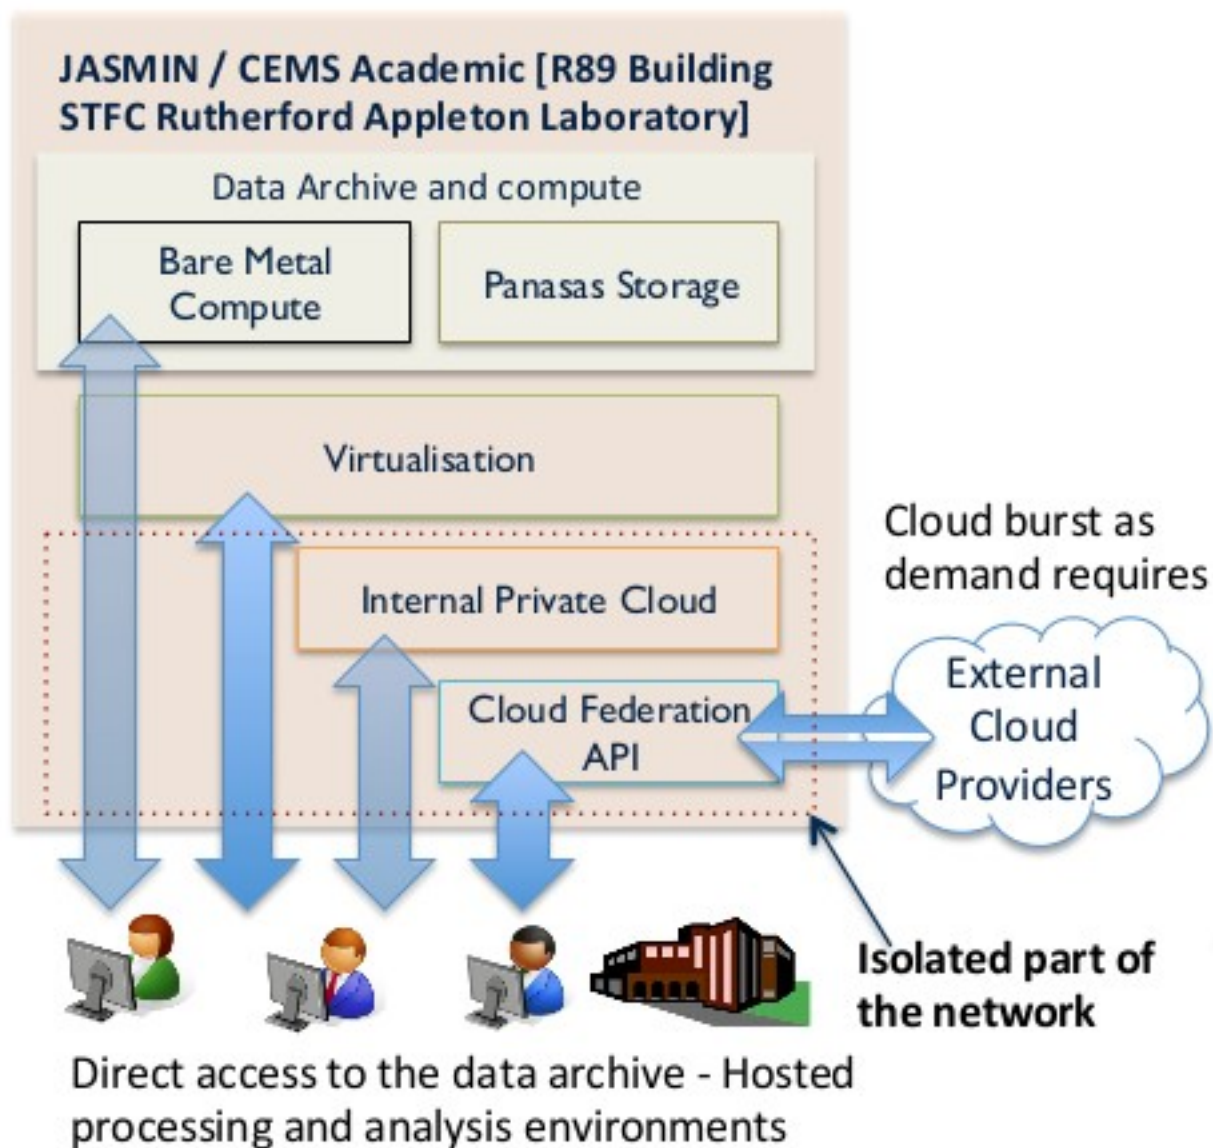 JASMIN / CEMS Academic [R89 Building
STFC Rutherford Appleton Laboratory]
Data Archive and compute
Bare Metal
Compute
Panasas Storage
Virtualisation
Internal Private Cloud
Cloud Federation
API
Cloud burst as
demand requires
External
Cloud
Providers
Isolated part of
the network
Direct access to the data archive - Hosted
processing and analysis environments